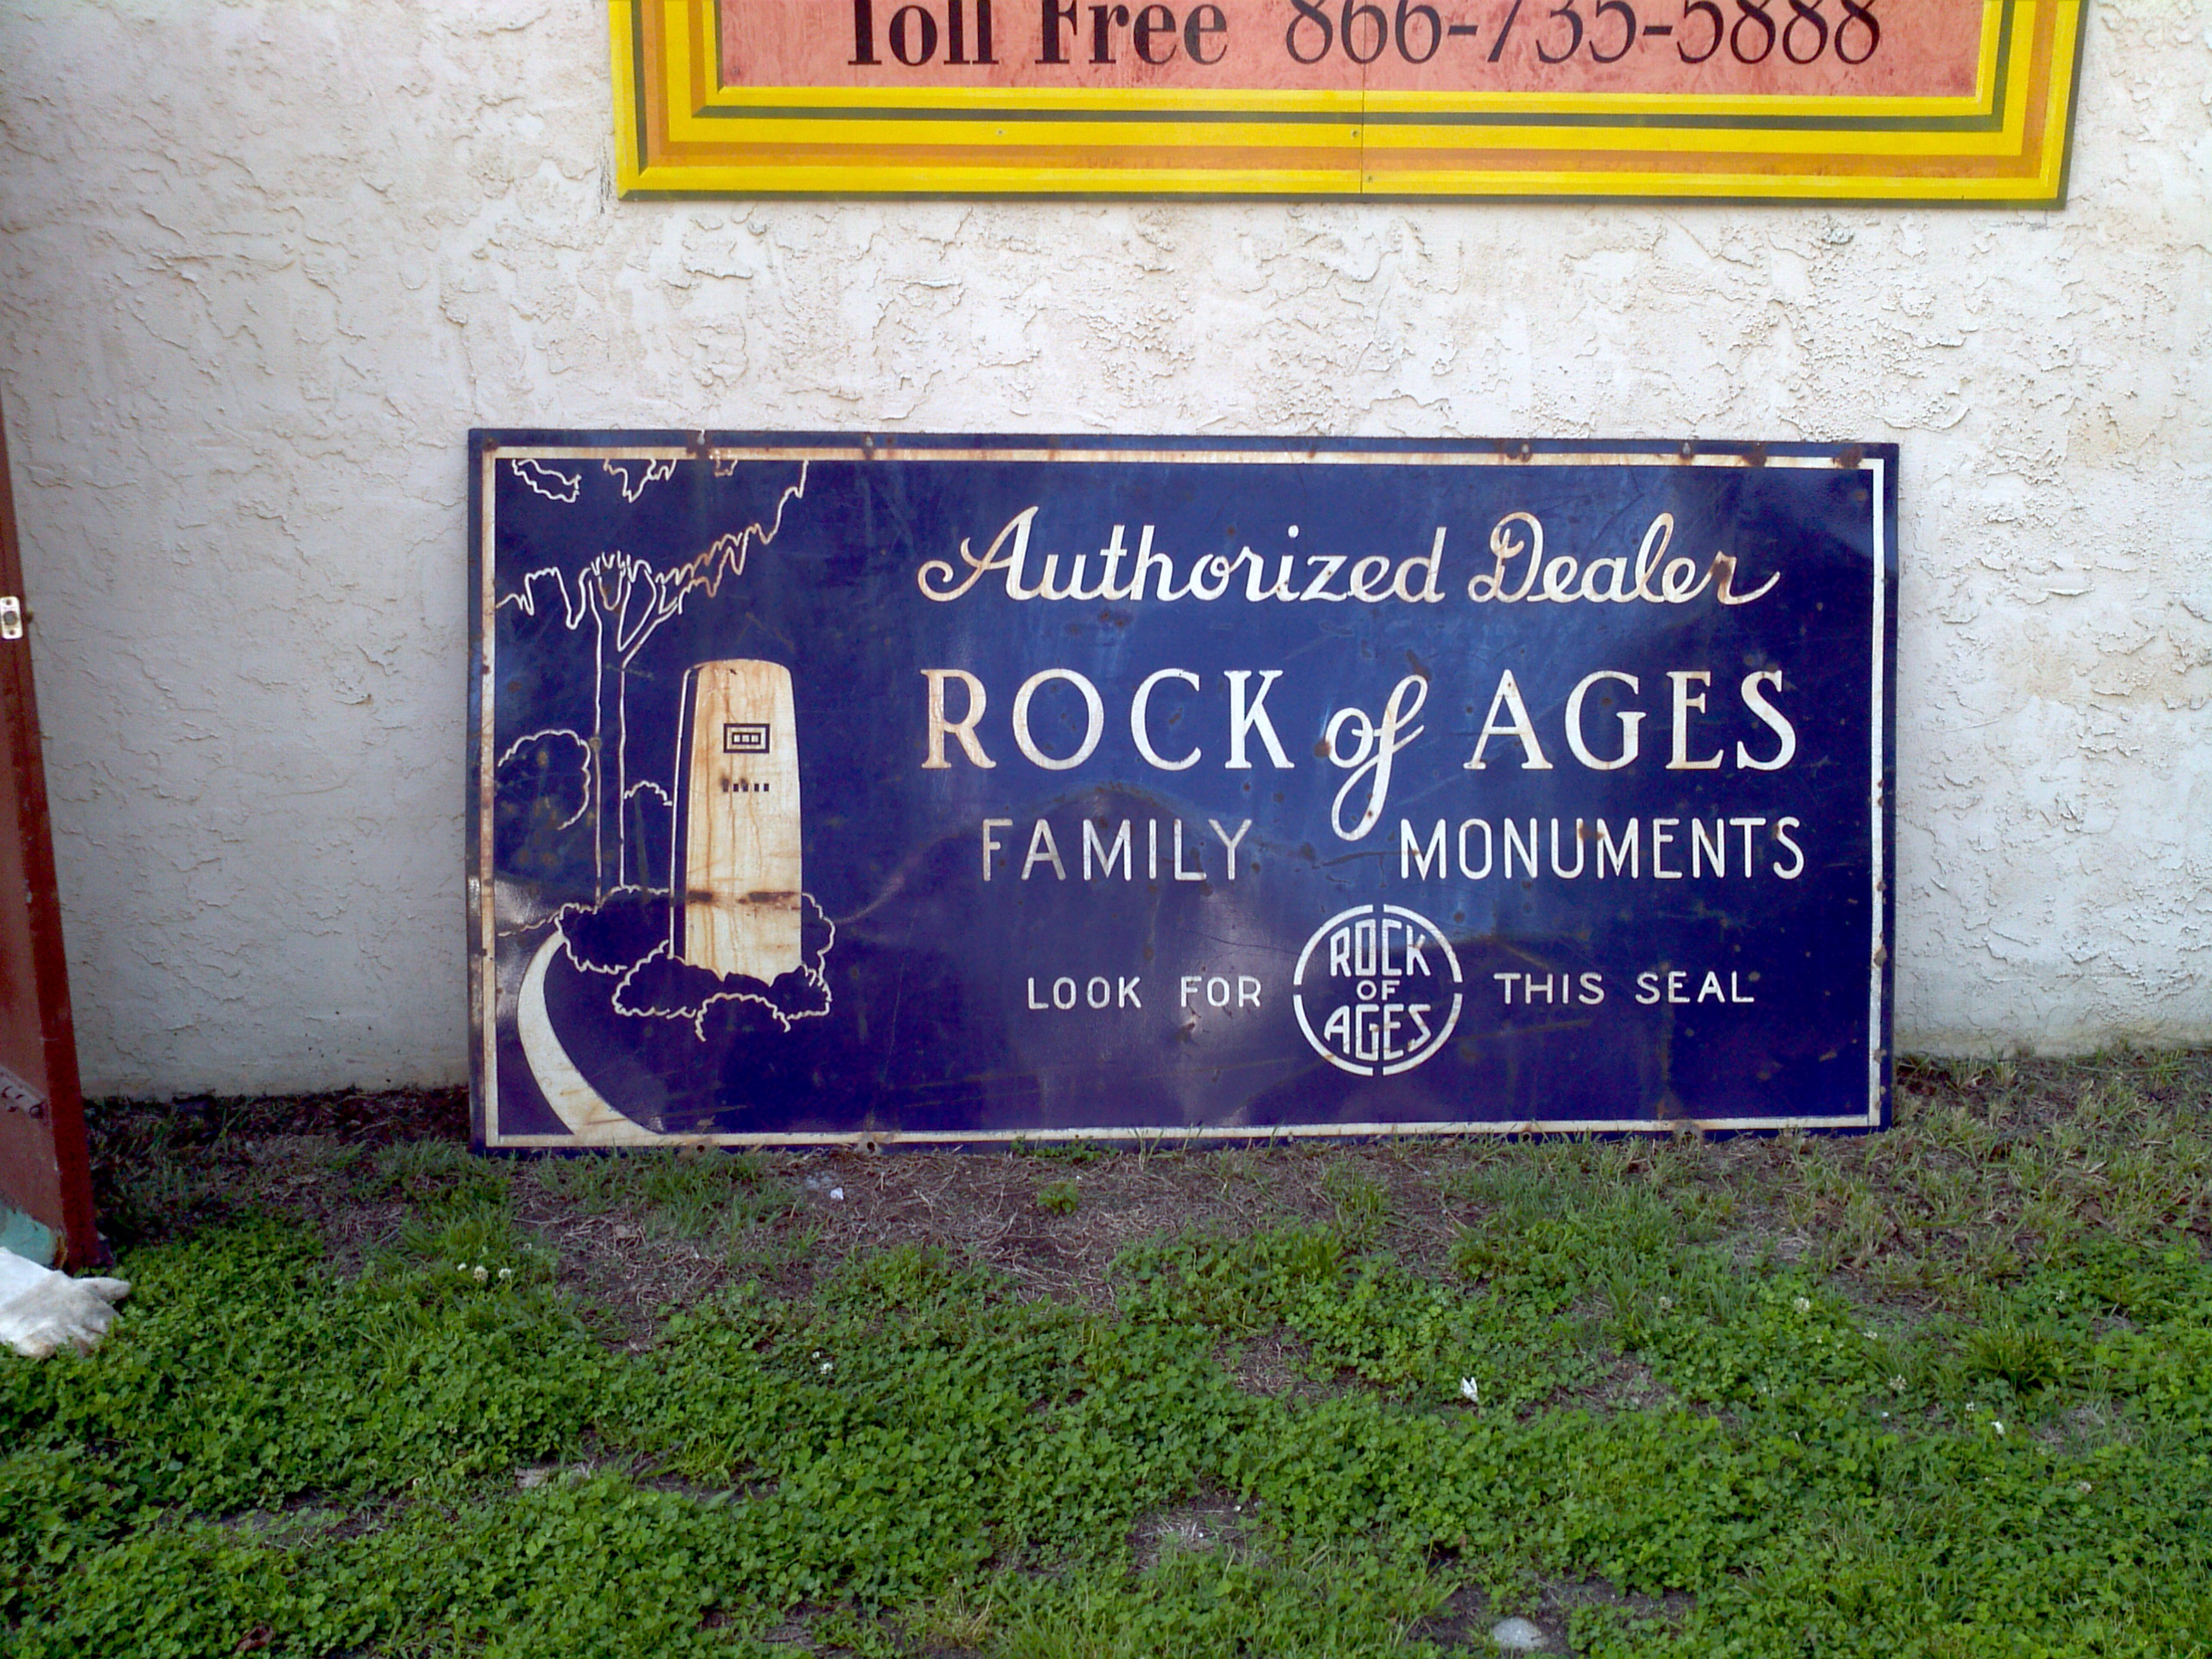 Toll Free 866-735-5888
Authorized Dealer
ROCK of AGES
FAMILY MONUMENTS
LOOK FOR ROCK OF AGES THIS SEAL